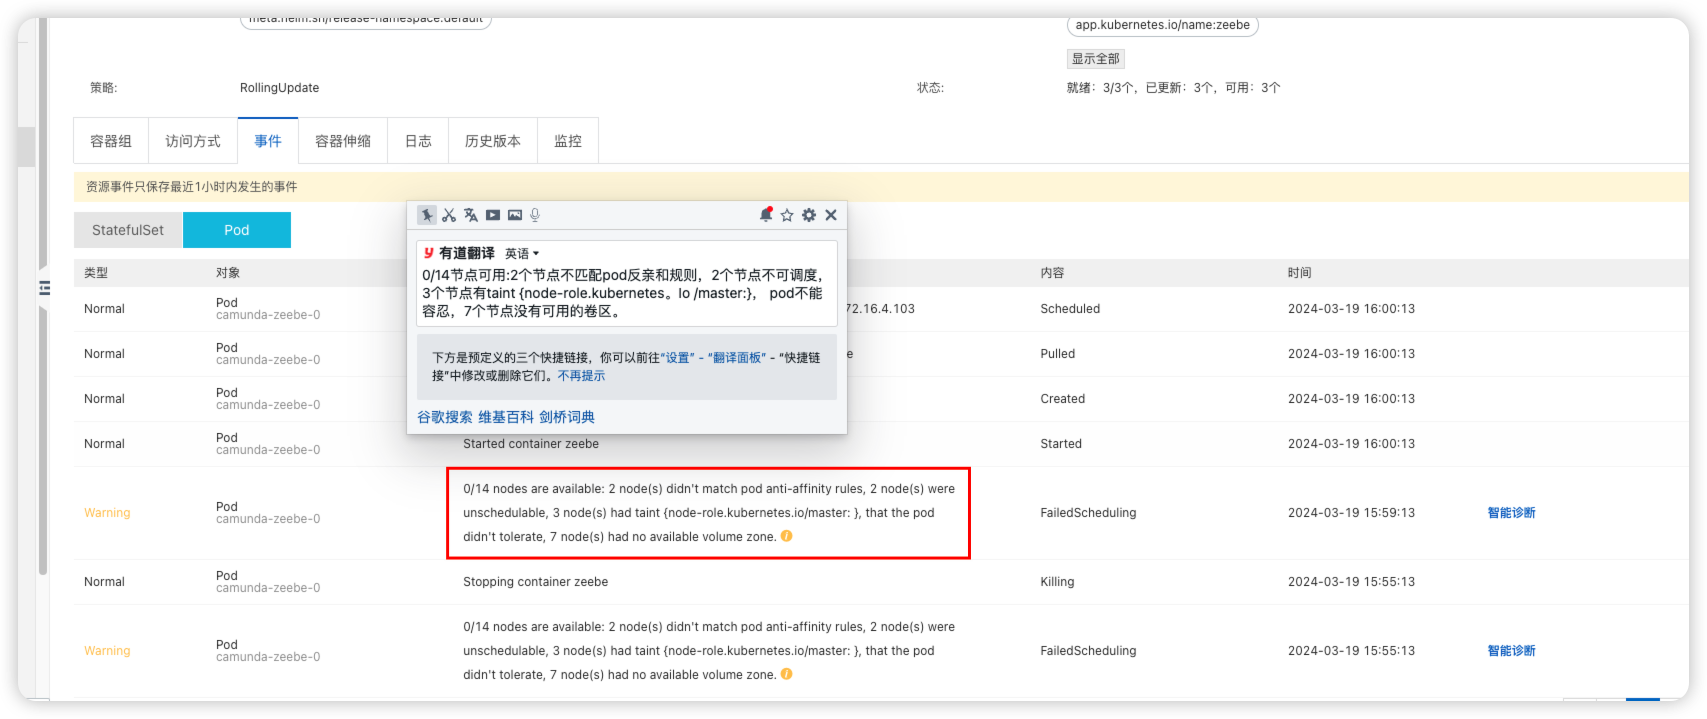 meta.helm.sh/release-namespace:default
app.kubernetes.io/name:zeebe
显示全部
策略:
RollingUpdate
状态:
就绪：3/3个，已更新：3个，可用：3个
容器组
访问方式
事件
容器伸缩
日志
历史版本
监控
资源事件只保存最近1小时内发生的事件
StatefulSet
Pod
有道翻译 英语
0/14节点可用:2个节点不匹配pod反亲和规则，2个节点不可调度，
3个节点有taint {node-role.kubernetes。Io /master:}， pod不能
容忍，7个节点没有可用的卷区。
下方是预定义的三个快捷链接，你可以前往“设置” - “翻译面板” - “快捷链
接”中修改或删除它们。不再提示
谷歌搜索 维基百科 剑桥词典
类型 对象 内容 时间
Normal
Pod
camunda-zeebe-0
72.16.4.103
Scheduled
2024-03-19 16:00:13
Normal
Pod
camunda-zeebe-0
e
Pulled
2024-03-19 16:00:13
Normal
Pod
camunda-zeebe-0
Created
2024-03-19 16:00:13
Normal
Pod
camunda-zeebe-0
Started container zeebe
Started
2024-03-19 16:00:13
Warning
Pod
camunda-zeebe-0
0/14 nodes are available: 2 node(s) didn't match pod anti-affinity rules, 2 node(s) were
unschedulable, 3 node(s) had taint {node-role.kubernetes.io/master: }, that the pod
didn't tolerate, 7 node(s) had no available volume zone.
FailedScheduling
2024-03-19 15:59:13
智能诊断
Normal
Pod
camunda-zeebe-0
Stopping container zeebe
Killing
2024-03-19 15:55:13
Warning
Pod
camunda-zeebe-0
0/14 nodes are available: 2 node(s) didn't match pod anti-affinity rules, 2 node(s) were
unschedulable, 3 node(s) had taint {node-role.kubernetes.io/master: }, that the pod
didn't tolerate, 7 node(s) had no available volume zone.
FailedScheduling
2024-03-19 15:55:13
智能诊断